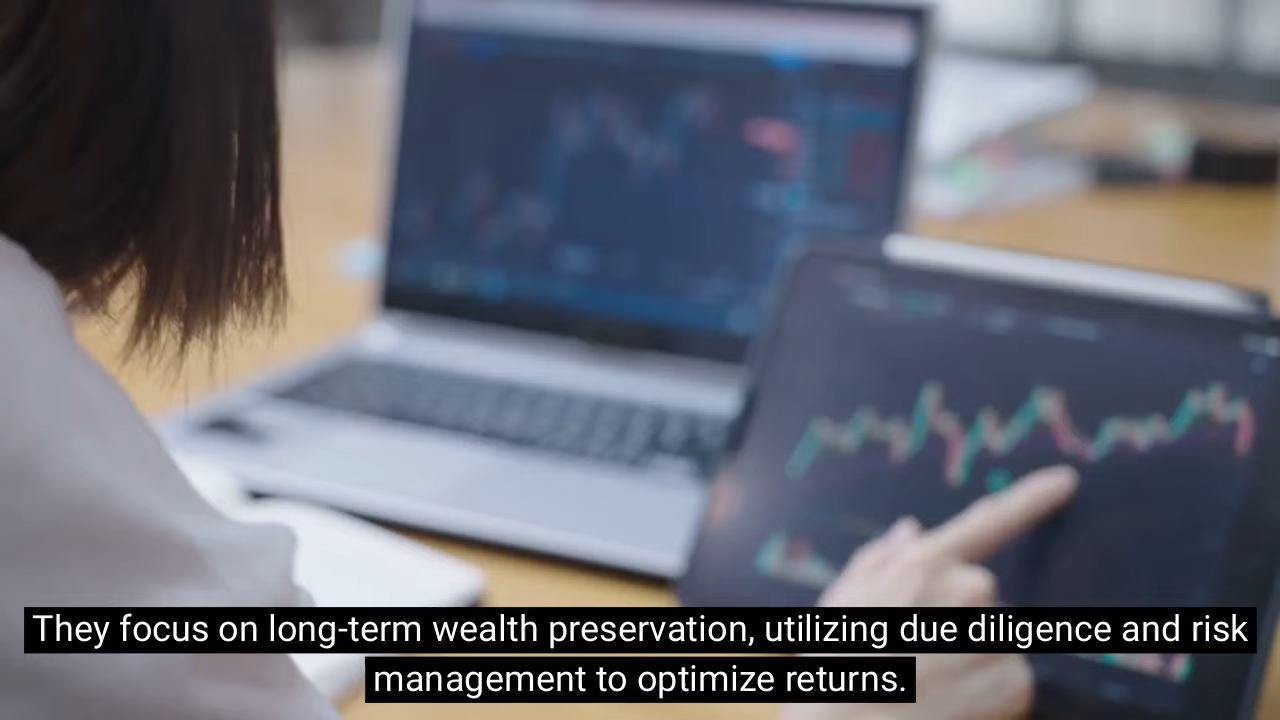 They focus on long-term wealth preservation, utilizing due diligence and risk
management to optimize returns.